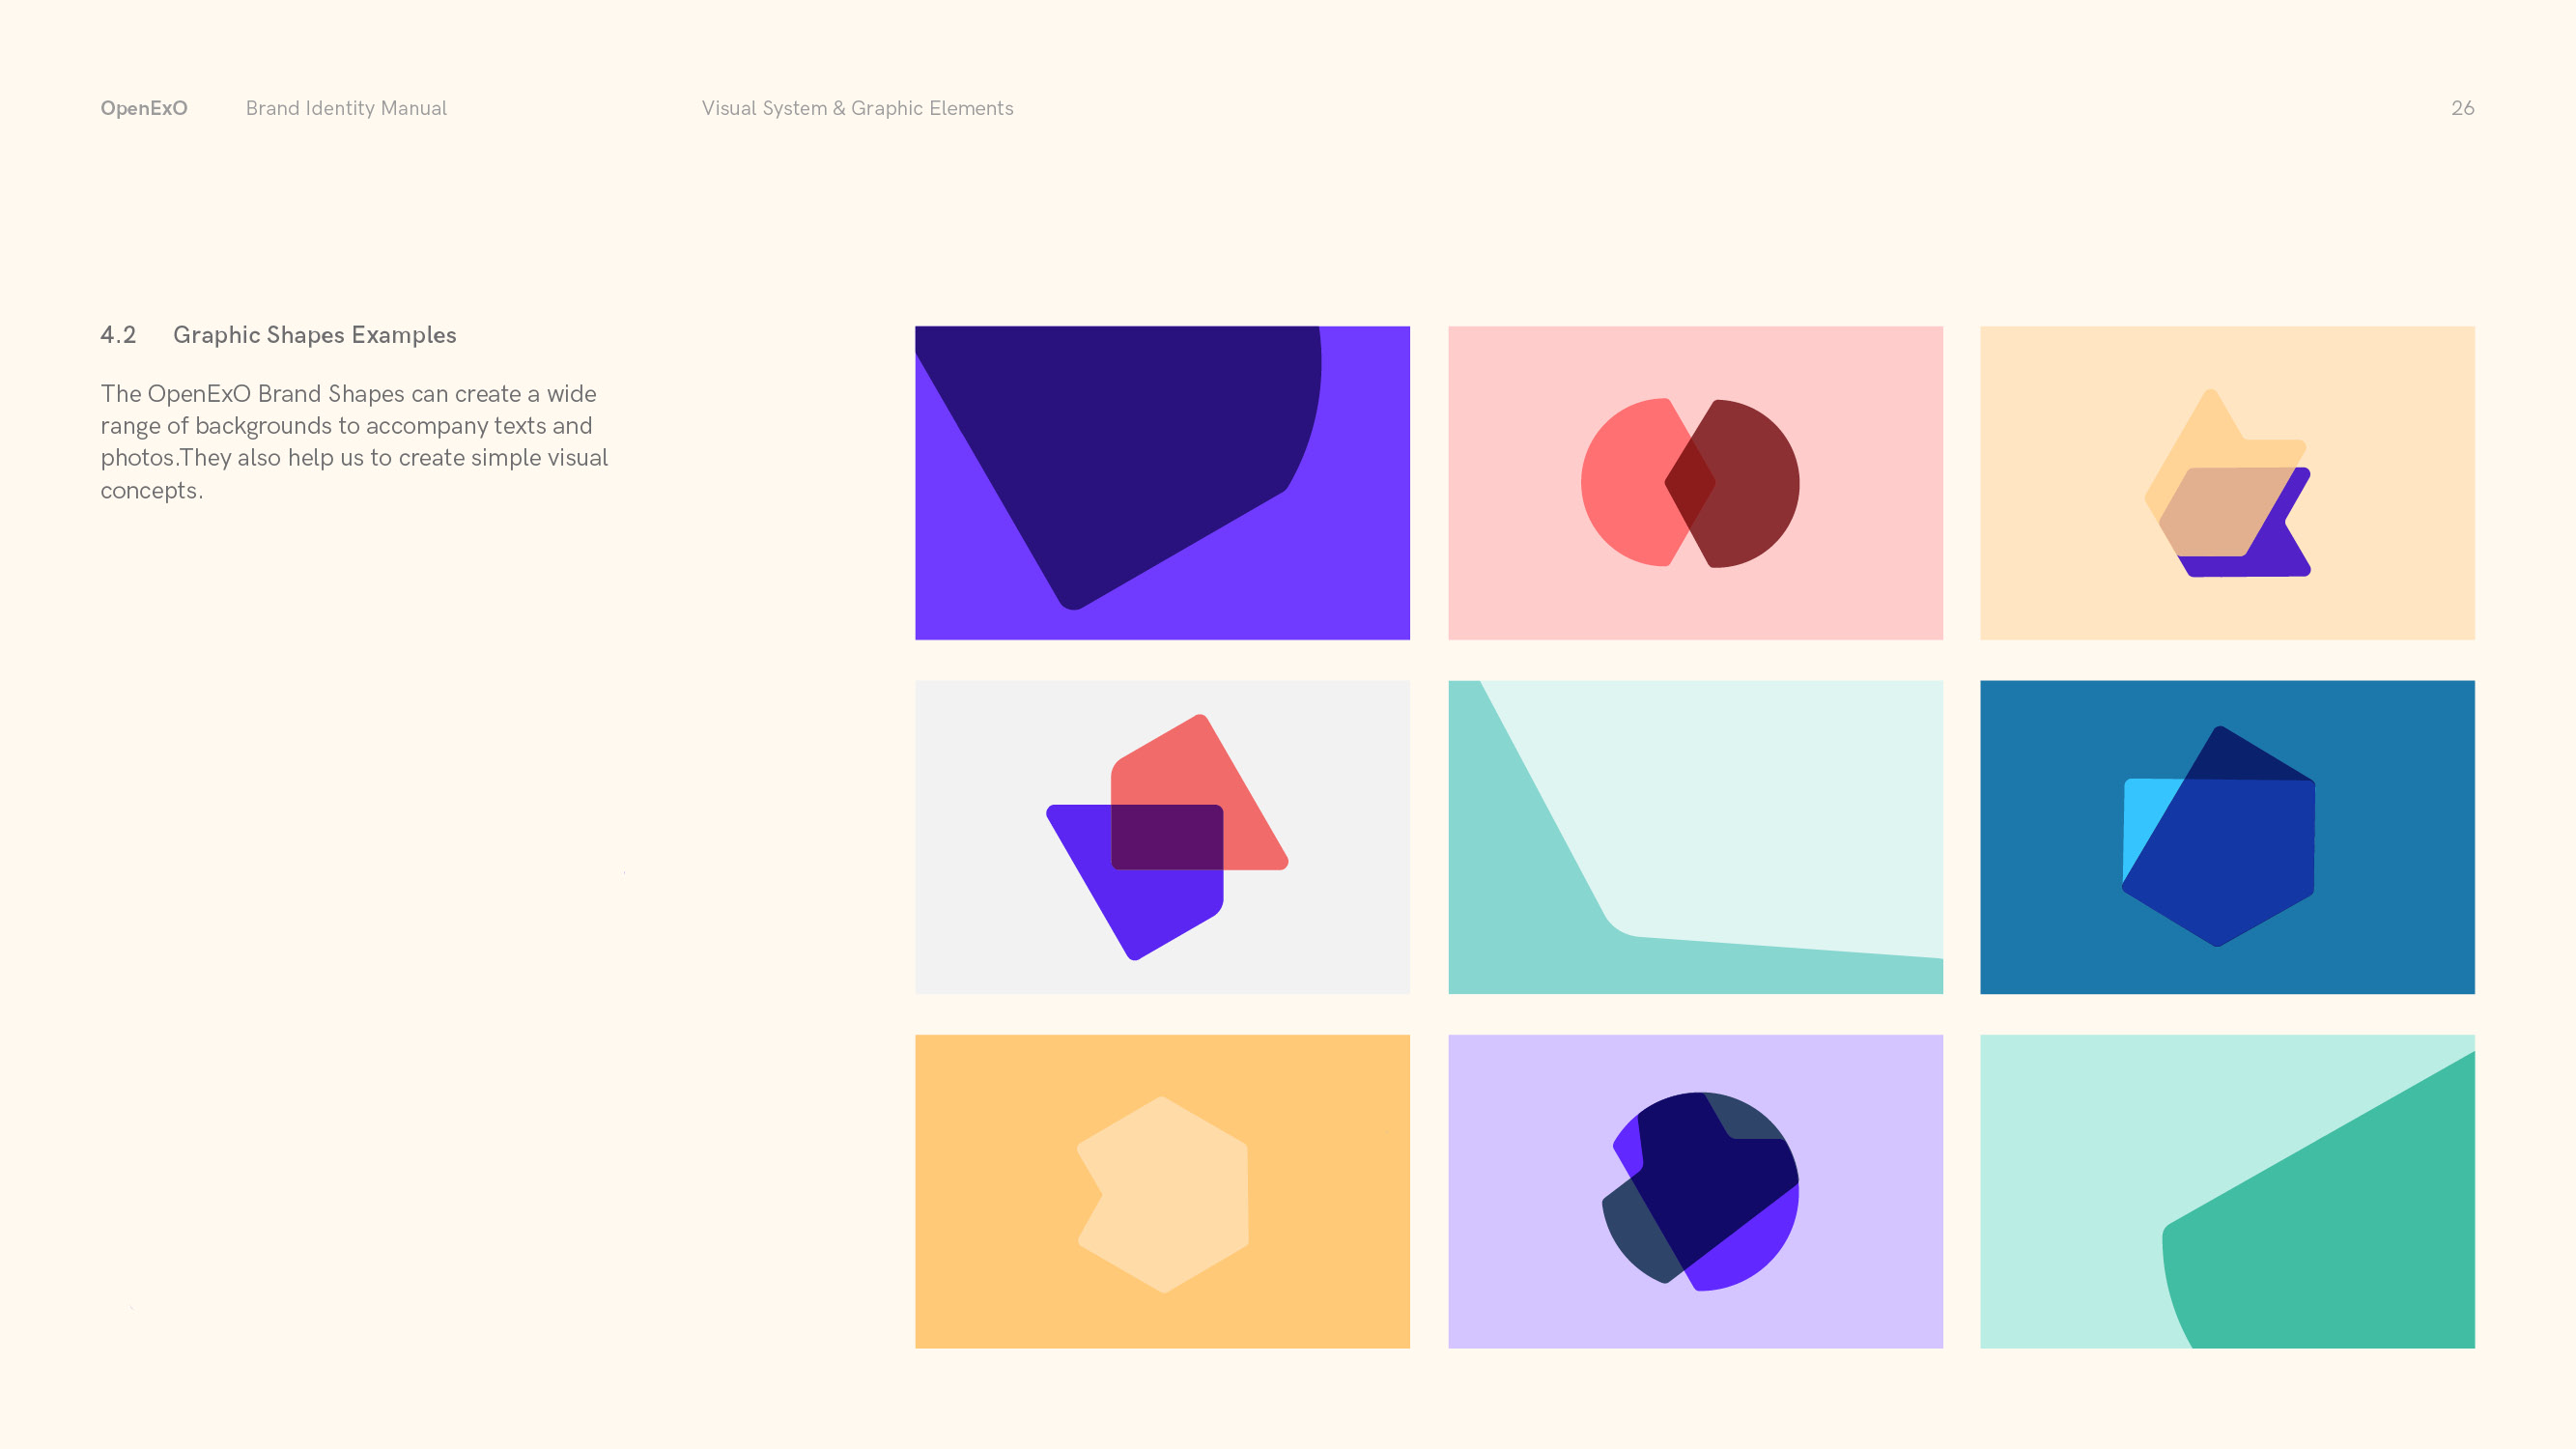 OpenExO Brand Identity Manual Visual System & Graphic Elements 26
4.2 Graphic Shapes Examples
The OpenExO Brand Shapes can create a wide
range of backgrounds to accompany texts and
photos.They also help us to create simple visual
concepts.